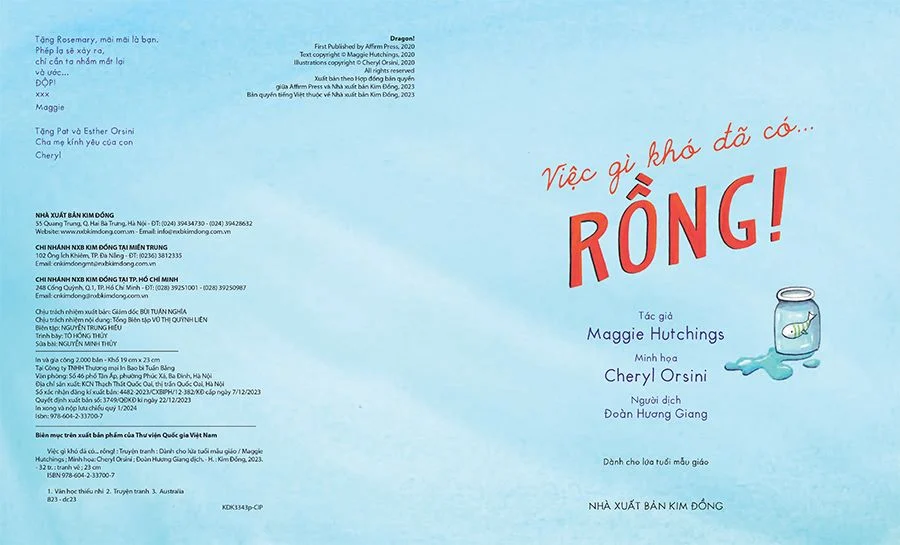 Tặng Rosemary, mãi mãi là bạn.
Phép lạ sẽ xảy ra,
chỉ cần ta nhắm mắt lại
và ước...
ĐỘP!
xxx
Maggie
Tặng Pat và Esther Orsini
Cha mẹ kính yêu của con
Cheryl
Dragon!
First Published by Affirm Press, 2020
Text copyright © Maggie Hutchings, 2020
Illustrations copyright © Cheryl Orsini, 2020
All rights reserved
Xuất bản theo Hợp đồng bản quyền
giữa Affirm Press và Nhà xuất bản Kim Đồng, 2023
Bản quyền tiếng Việt thuộc về Nhà xuất bản Kim Đồng, 2023
NHÀ XUẤT BẢN KIM ĐỒNG
55 Quang Trung, Q. Hai Bà Trưng, Hà Nội - ĐT: (024) 39434730 - (024) 39428632
Website: www.nxbkimdong.com.vn - Email: info@nxbkimdong.com.vn
CHI NHÁNH NXB KIM ĐỒNG TẠI MIỀN TRUNG
102 Ông Ích Khiêm, TP. Đà Nẵng - ĐT: (0236) 3812335
Email: cnkimdongmt@nxbkimdong.com.vn
CHI NHÁNH NXB KIM ĐỒNG TẠI TP. HỒ CHÍ MINH
248 Cống Quỳnh, Q.1, TP. Hồ Chí Minh - ĐT: (028) 39251001 - (028) 39250987
Email: cnkimdong@nxbkimdong.com.vn
Chịu trách nhiệm xuất bản: Giám đốc BÙI TUẤN NGHĨA
Chịu trách nhiệm nội dung: Tổng Biên tập VŨ THỊ QUỲNH LIÊN
Biên tập: NGUYỄN TRUNG HIẾU
Trình bày: TÔ HỒNG THỦY
Sửa bài: NGUYỄN MINH THÚY
In và gia công 2.000 bản - Khổ 19 cm x 23 cm
Tại Công ty TNHH Thương mại In Bao bì Tuấn Bằng
Văn phòng: Số 46 phố Tân Ấp, phường Phúc Xá, Ba Đình, Hà Nội
Địa chỉ sản xuất: KCN Thạch Thất Quốc Oai, thị trấn Quốc Oai, Hà Nội
Số xác nhận đăng kí xuất bản: 4482-2023/CXBIPH/12-382/KĐ cấp ngày 7/12/2023
Quyết định xuất bản số: 3749/QĐKĐ kí ngày 22/12/2023
In xong và nộp lưu chiểu quý 1/2024
Isbn: 978-604-2-33700-7
Biên mục trên xuất bản phẩm của Thư viện Quốc gia Việt Nam
Việc gì khó đã có... rồng! : Truyện tranh : Dành cho lứa tuổi mẫu giáo / Maggie
Hutchings ; Minh họa: Cheryl Orsini ; Đoàn Hương Giang dịch. - H. : Kim Đồng, 2023.
- 32 tr. : tranh vẽ ; 23 cm
ISBN 978-604-2-33700-7
1. Văn học thiếu nhi 2. Truyện tranh 3. Australia
823 - dc23
KDK3343p-CIP
Việc gì khó đã có...
RỒNG!
Tác giả
Maggie Hutchings
Minh họa
Cheryl Orsini
Người dịch
Đoàn Hương Giang
Dành cho lứa tuổi mẫu giáo
NHÀ XUẤT BẢN KIM ĐỒNG